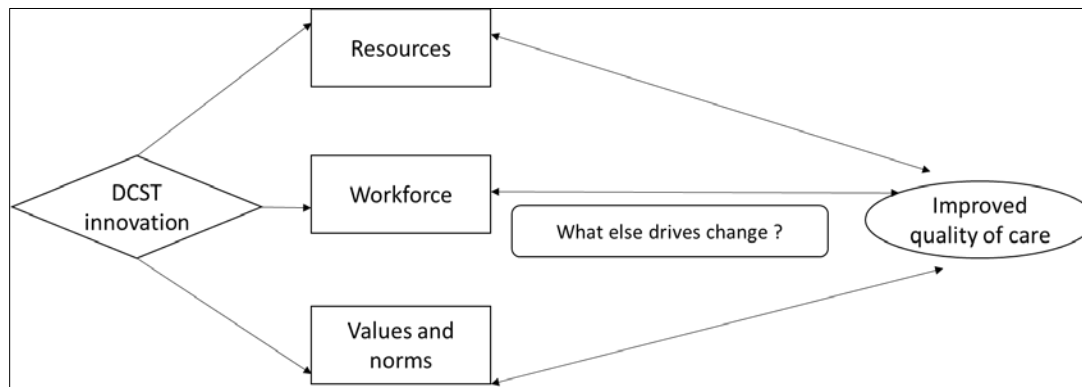 Resources
DCST
innovation
Workforce
What else drives change ?
Improved
quality of care
Values and
norms